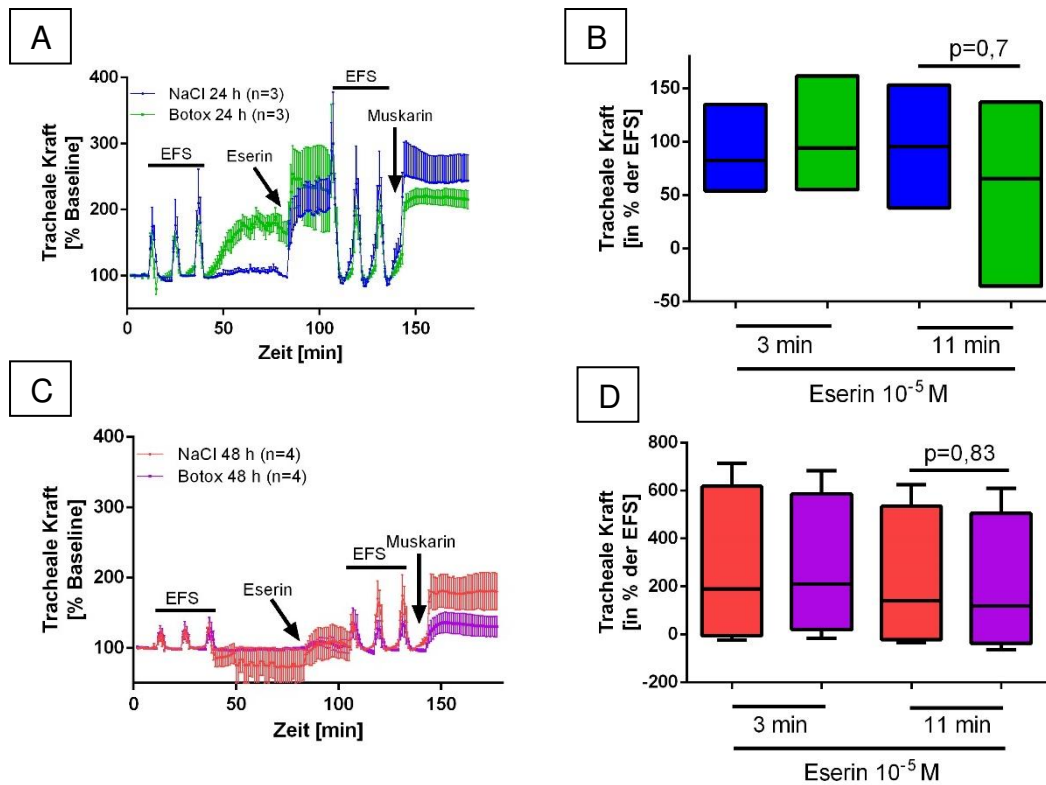 A
Tracheale Kraft
[% Baseline]
400
300
200
100
NaCl 24 h (n=3)
Botox 24 h (n=3)
EFS
Eserin
EFS
Muskarin
0
50
100
150
Zeit [min]
B
Tracheale Kraft
[in % der EFS]
150
100
50
0
-50
p=0,7
3 min
11 min
Eserin 10⁻⁵ M
C
Tracheale Kraft
[% Baseline]
400
300
200
100
NaCl 48 h (n=4)
Botox 48 h (n=4)
EFS
Eserin
EFS
Muskarin
0
50
100
150
Zeit [min]
D
Tracheale Kraft
[in % der EFS]
800
600
400
200
0
-200
p=0,83
3 min
11 min
Eserin 10⁻⁵ M